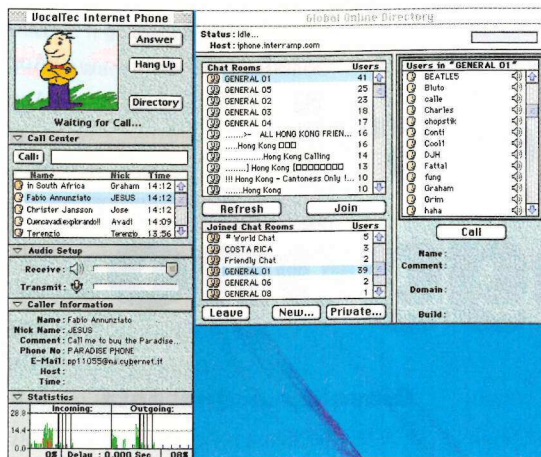 VocalTec Internet Phone
Answer
Hang Up
Directory
Waiting for Call...
Call Center
Call:
Name Nick Time
in South Africa Graham 14:12
Fabio Annunziato JESUS 14:12
Christer Jansson Jose 14:12
Quercavadi explorando!! Avadi 14:09
Terenzio Terenzio 13:56
Audio Setup
Receive:
Transmit:
Caller Information
Name: Fabio Annunziato
Nick Name: JESUS
Comment: Call me to buy the Paradise...
Phone No: PARADISE PHONE
E-Mail: pp11055@na.cybernet.it
Host:
Time:
Statistics
Incoming: Outgoing:
28.8
14.4
0.0
0% Delay : 0.000 Sec 08%
Global Online Directory
Status: Idle...
Host: iphone.interramp.com
Chat Rooms Users
GENERAL 01 41
GENERAL 05 25
GENERAL 02 23
GENERAL 03 18
GENERAL 04 17
.......>- ALL HONG KONG FRIEN... 16
....Hong Kong □□□ 16
..............Hong Kong Calling 14
.......] Hong Kong [□□□□□□□□ 13
!!! Hong Kong - Cantoness Only !... 10
.......Hong Kong 10
Refresh
Join
Joined Chat Rooms Users
* World Chat 5
COSTA RICA 3
Friendly Chat 2
GENERAL 01 39
GENERAL 06 2
GENERAL 08 1
Leave
New...
Private...
Users in "GENERAL 01"
BEATLES
Bluto
calle
Charles
chopstik
Conti
Cool1
DJH
Fattal
fung
Graham
Grim
haha
Call
Name:
Comment:
Domain:
Build: